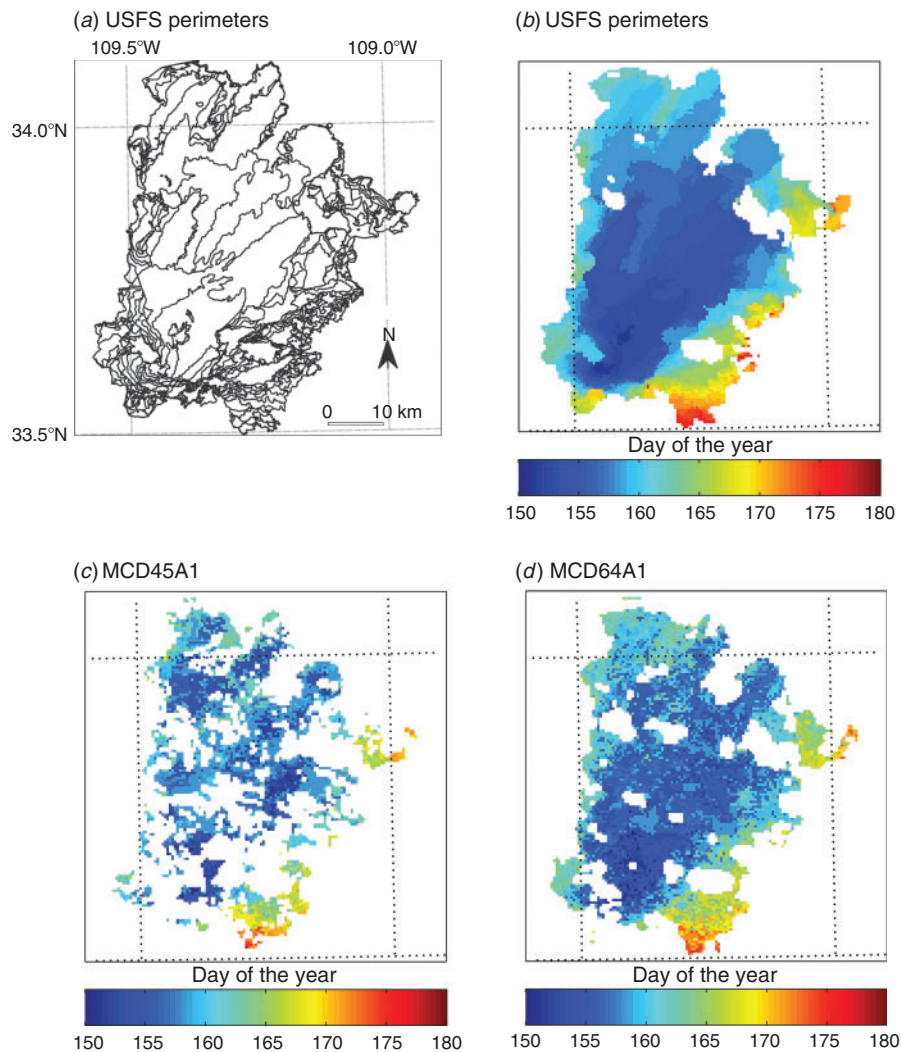 (a) USFS perimeters
109.5°W 109.0°W
34.0°N
33.5°N
N
0 10 km
(b) USFS perimeters
Day of the year
150 155 160 165 170 175 180
(c) MCD45A1
Day of the year
150 155 160 165 170 175 180
(d) MCD64A1
Day of the year
150 155 160 165 170 175 180